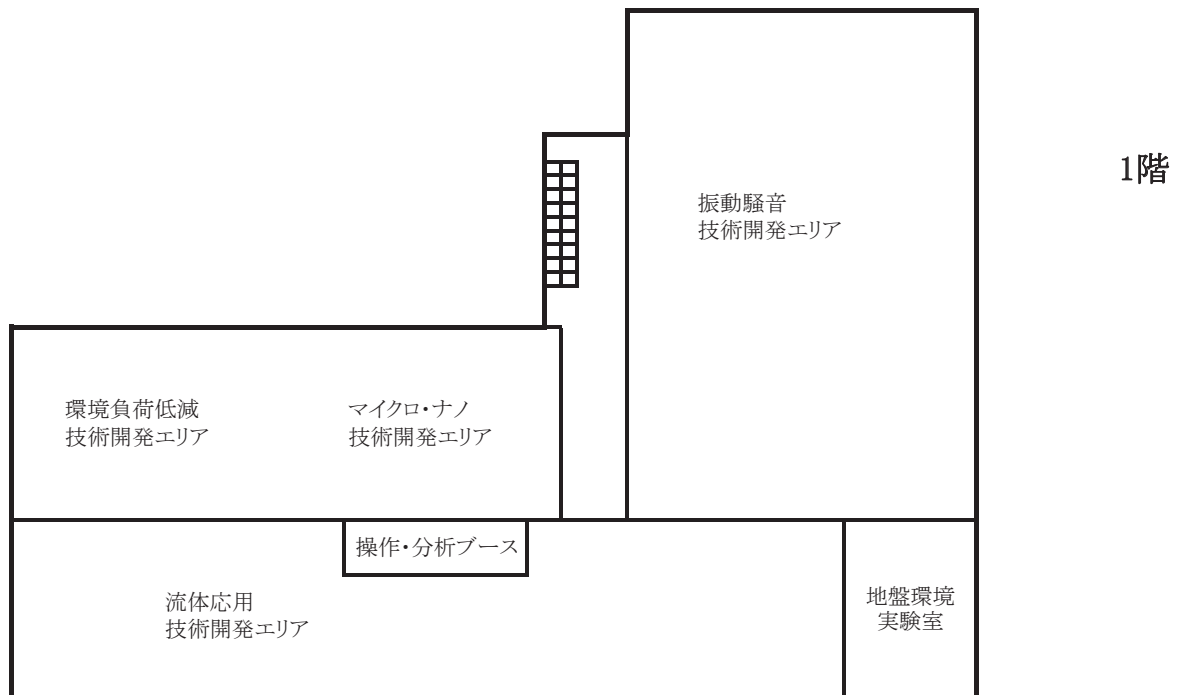 1階
振動騒音
技術開発エリア
環境負荷低減
技術開発エリア
マイクロ・ナノ
技術開発エリア
操作・分析ブース
流体応用
技術開発エリア
地盤環境
実験室